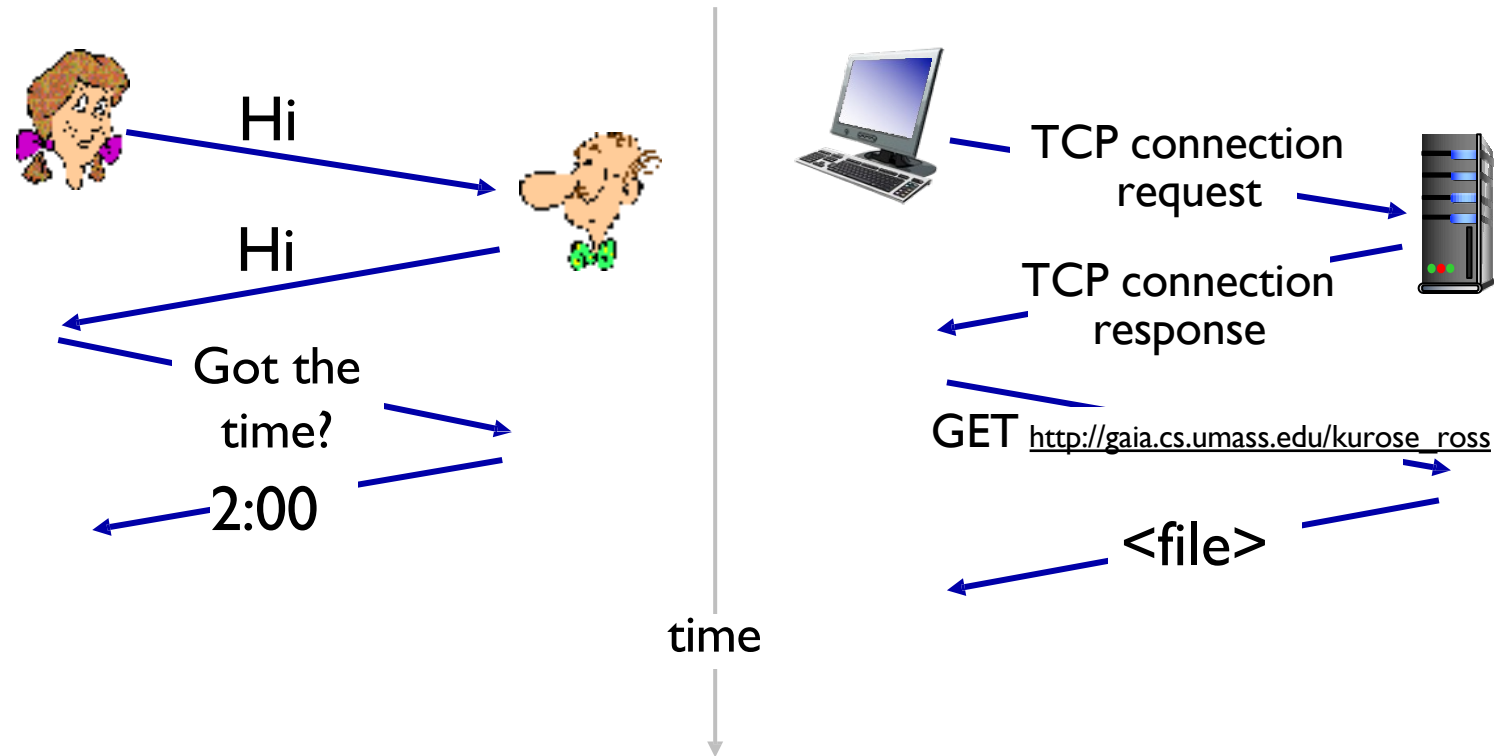 Hi
Hi
Got the
time?
2:00
TCP connection
request
TCP connection
response
GET http://gaia.cs.umass.edu/kurose_ross
<file>
time